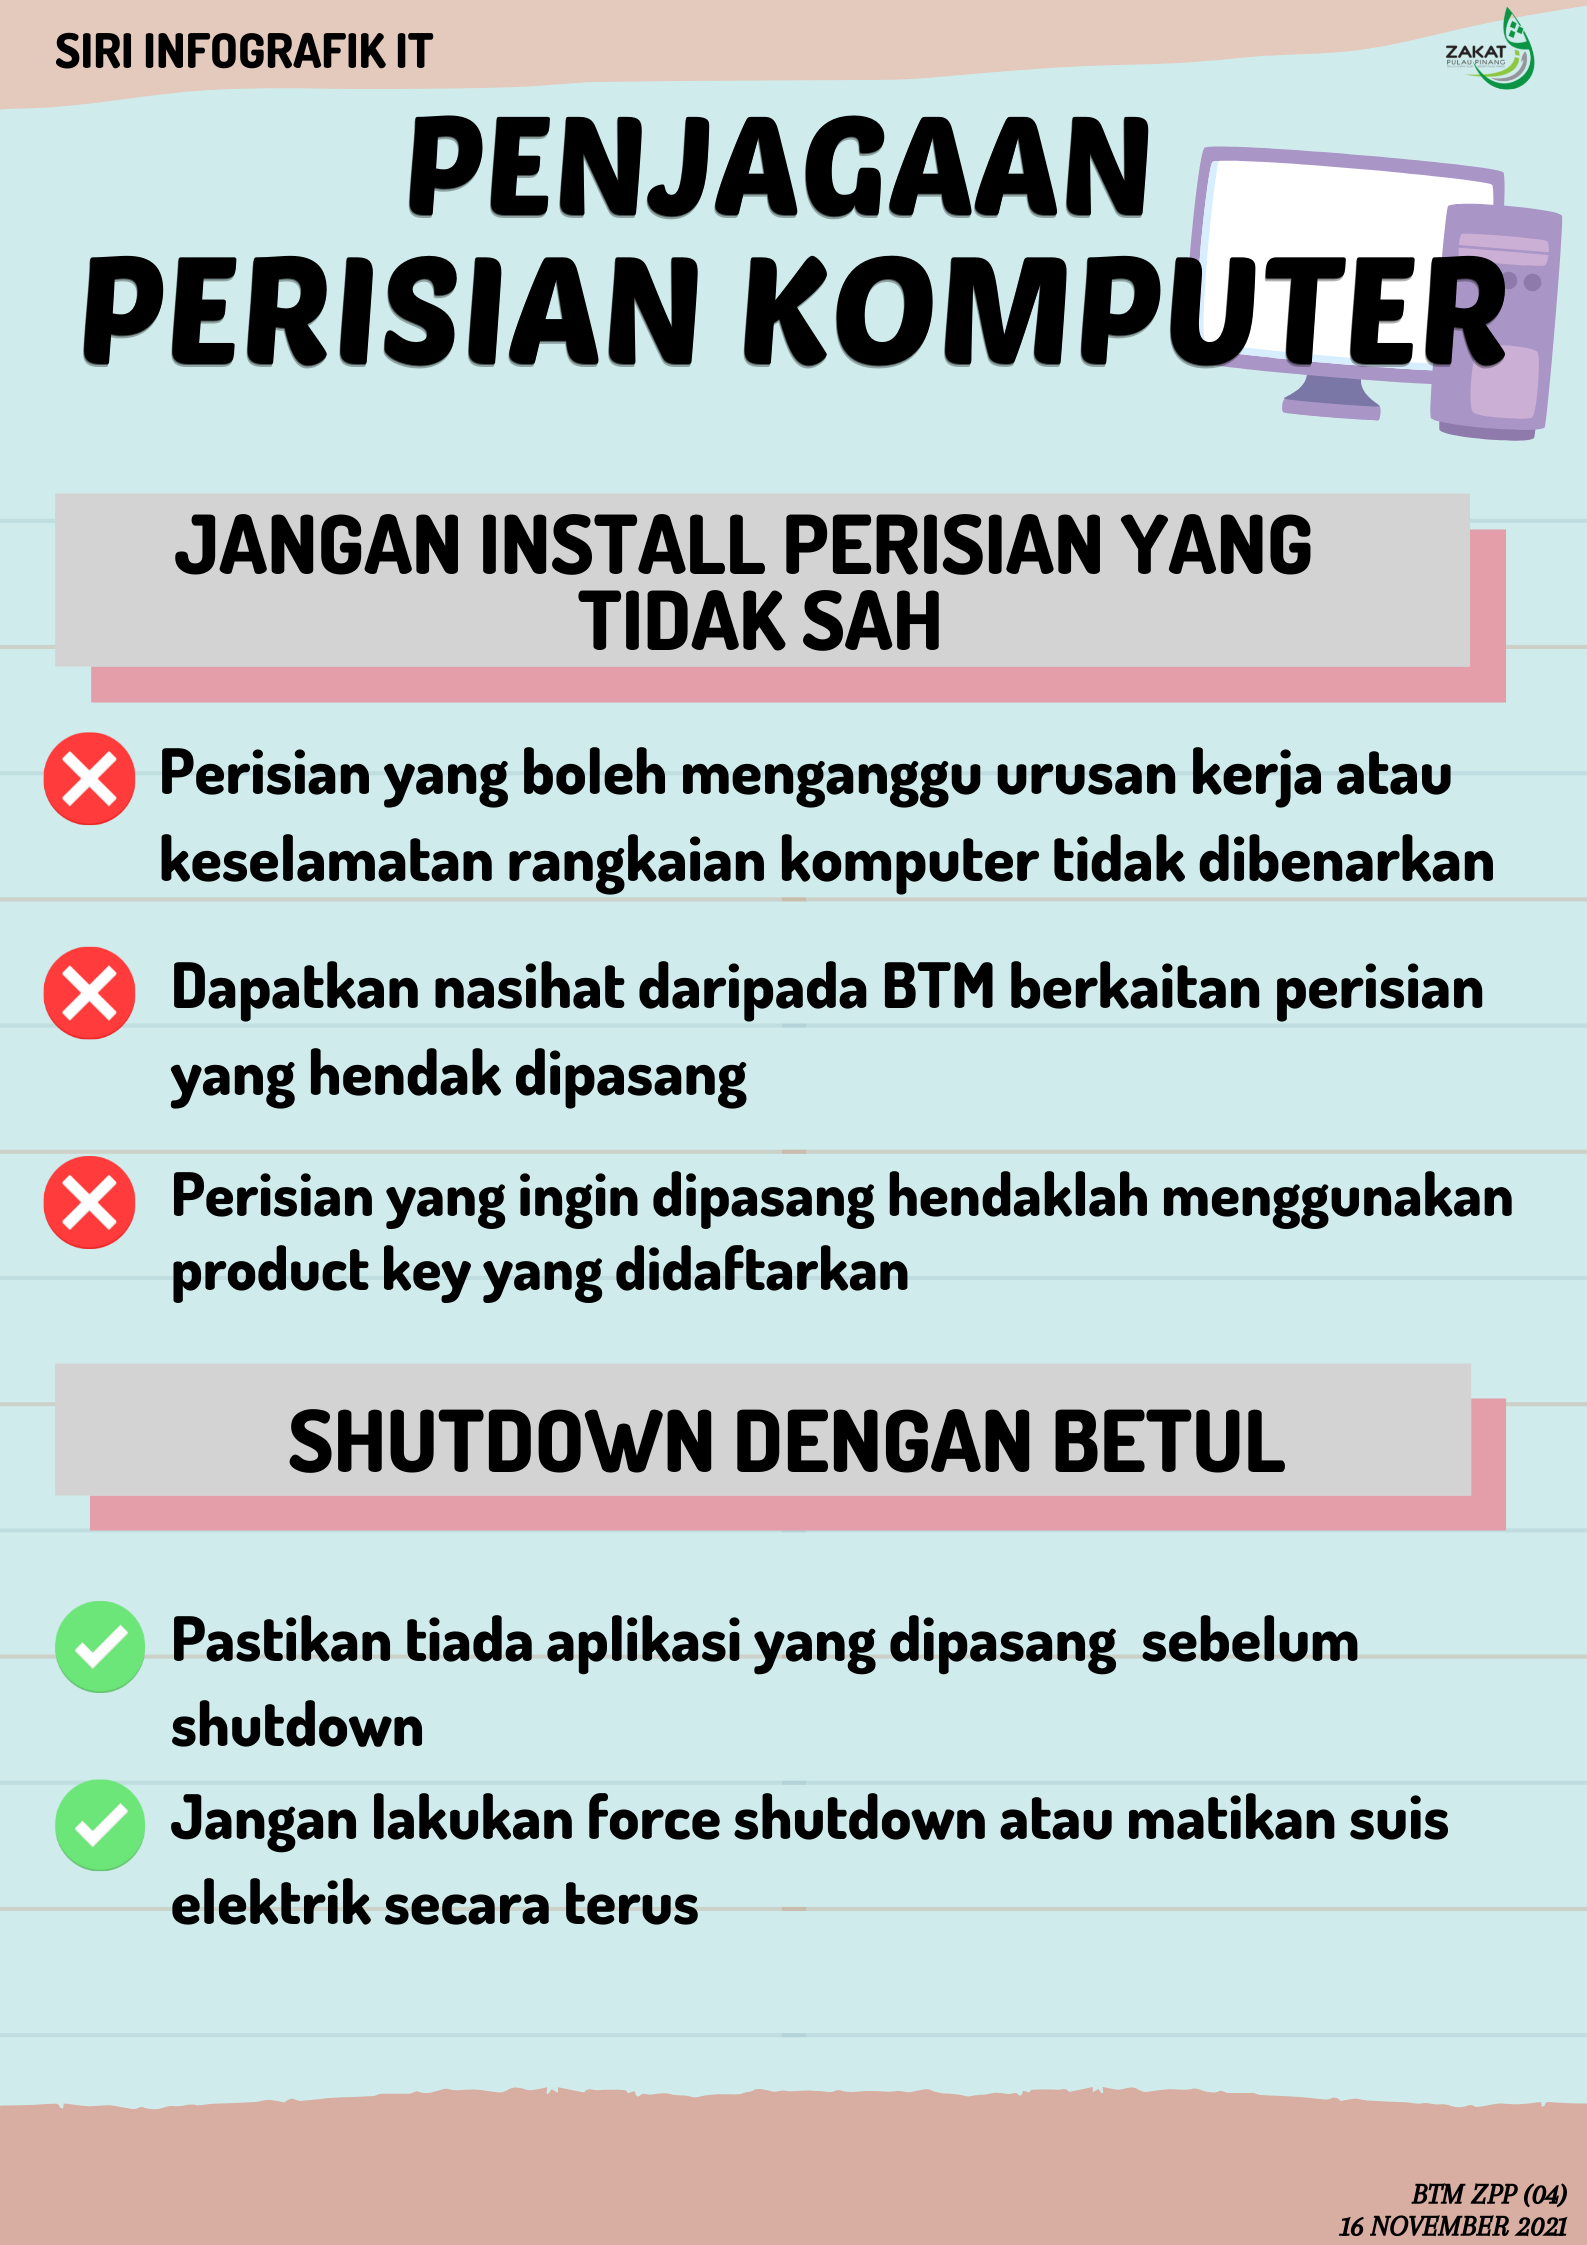 SIRI INFOGRAFIK IT
ZAKAT
PULAU PINANG
PENJAGAAN
PERISIAN KOMPUTER
JANGAN INSTALL PERISIAN YANG
TIDAK SAH
Perisian yang boleh menganggu urusan kerja atau
keselamatan rangkaian komputer tidak dibenarkan
Dapatkan nasihat daripada BTM berkaitan perisian
yang hendak dipasang
Perisian yang ingin dipasang hendaklah menggunakan
product key yang didaftarkan
SHUTDOWN DENGAN BETUL
Pastikan tiada aplikasi yang dipasang  sebelum
shutdown
Jangan lakukan force shutdown atau matikan suis
elektrik secara terus
BTM ZPP (04)
16 NOVEMBER 2021